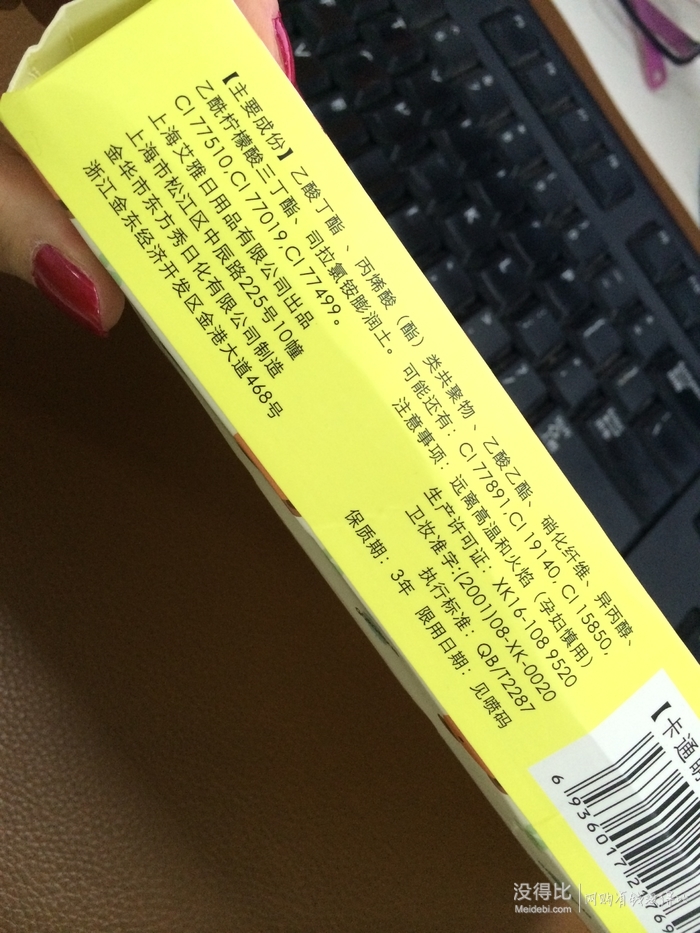 【主要成份】乙酸丁酯、丙烯酸（酯）类共聚物、乙酸乙酯、硝化纤维、异丙醇、
乙酰柠檬酸三丁酯、司拉氯铵膨润土。可能还有：CI 77891,CI 19140, CI 15850,
CI 77510,CI 77019,CI 77499。
注意事项：远离高温和火焰（孕妇慎用）
上海艾雅日用品有限公司出品
生产许可证：XK16-108 9520
上海市松江区中辰路225号10幢
卫妆准字:(2001)08-XK-0020
金华市东方秀日化有限公司制造
执行标准：QB/T2287
浙江金东经济开发区金港大道468号
保质期：3年 限用日期：见喷码
【卡通
6 936017
没得比
Meidebi.com